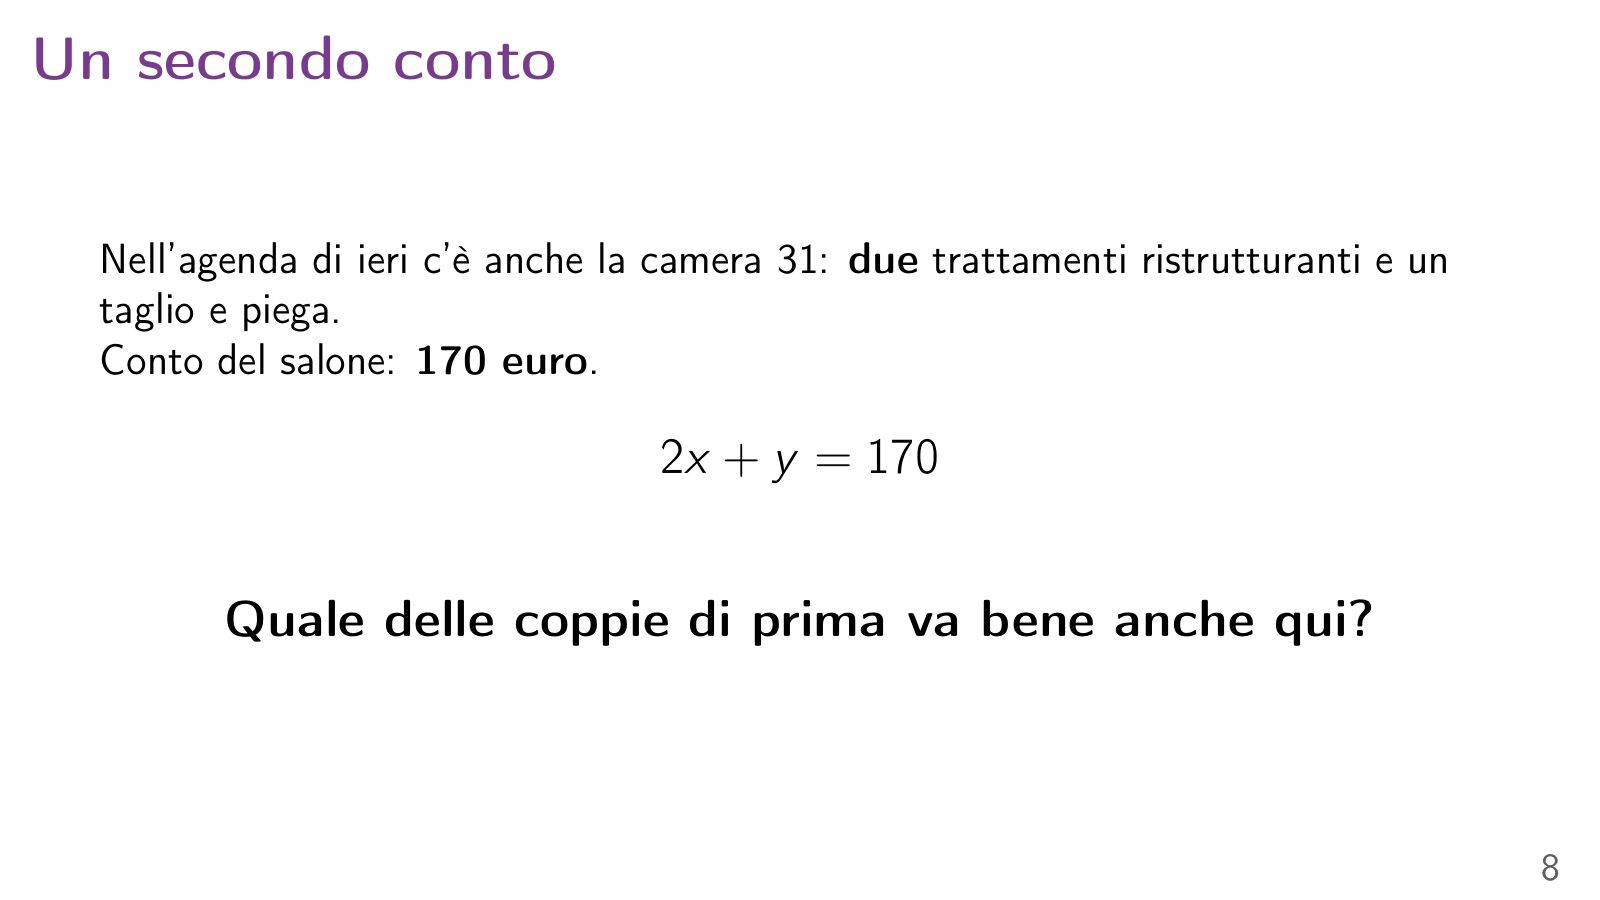 Un secondo conto
Nell'agenda di ieri c'è anche la camera 31: due trattamenti ristrutturanti e un
taglio e piega.
Conto del salone: 170 euro.
2x + y = 170
Quale delle coppie di prima va bene anche qui?
8